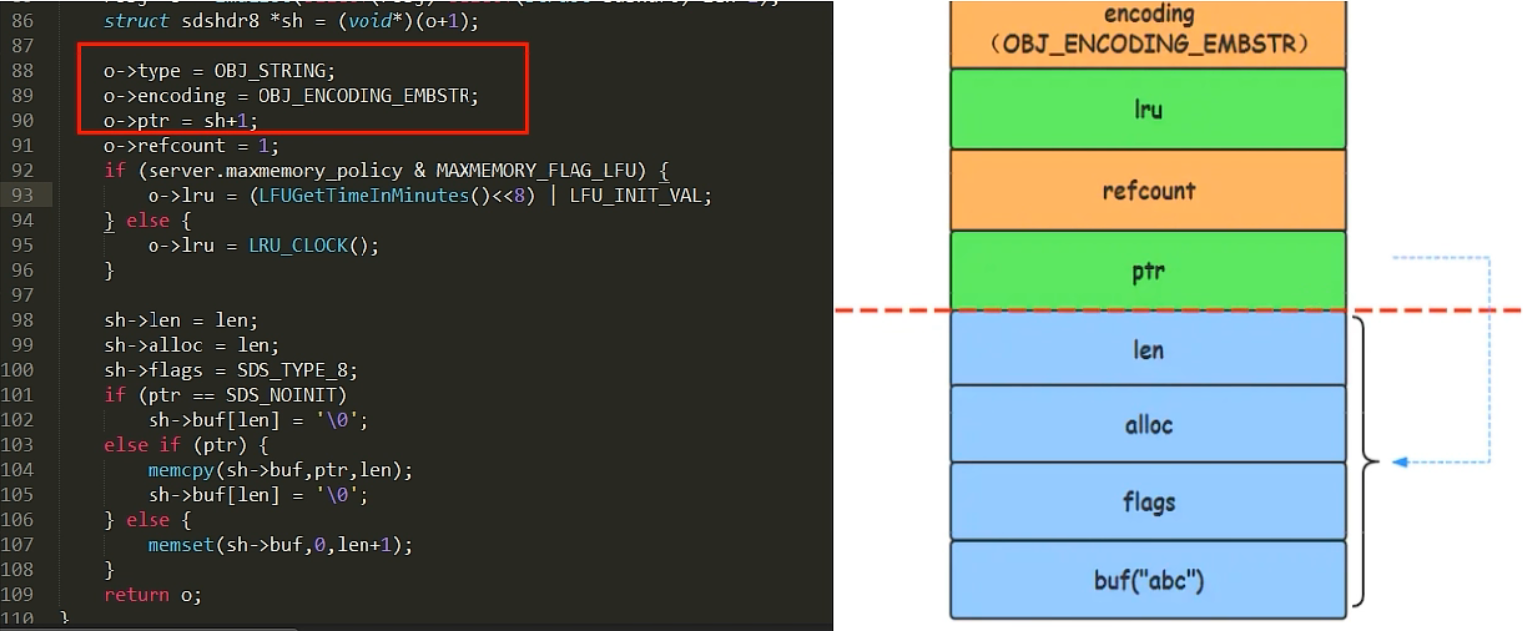 86 struct sdshdr8 *sh = (void*)(o+1);
87
88 o->type = OBJ_STRING;
89 o->encoding = OBJ_ENCODING_EMBSTR;
90 o->ptr = sh+1;
91 o->refcount = 1;
92 if (server.maxmemory_policy & MAXMEMORY_FLAG_LFU) {
93 o->lru = (LFUGetTimeInMinutes()<<8) | LFU_INIT_VAL;
94 } else {
95 o->lru = LRU_CLOCK();
96 }
97
98 sh->len = len;
99 sh->alloc = len;
100 sh->flags = SDS_TYPE_8;
101 if (ptr == SDS_NOINIT)
102 sh->buf[len] = '\0';
103 else if (ptr) {
104 memcpy(sh->buf,ptr,len);
105 sh->buf[len] = '\0';
106 } else {
107 memset(sh->buf,0,len+1);
108 }
109 return o;
110 }
encoding
（OBJ_ENCODING_EMBSTR）
lru
refcount
ptr
len
alloc
flags
buf("abc")